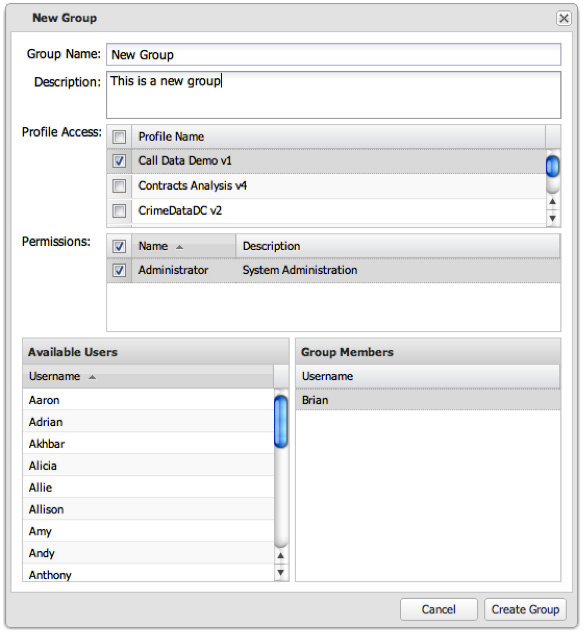 New Group
Group Name: New Group
Description: This is a new group
Profile Access: Profile Name
Call Data Demo v1
Contracts Analysis v4
CrimeDataDC v2
Permissions: Name Description
Administrator System Administration
Available Users Group Members
Username Username
Aaron Brian
Adrian
Akhbar
Alicia
Allie
Allison
Amy
Andy
Anthony
Cancel Create Group